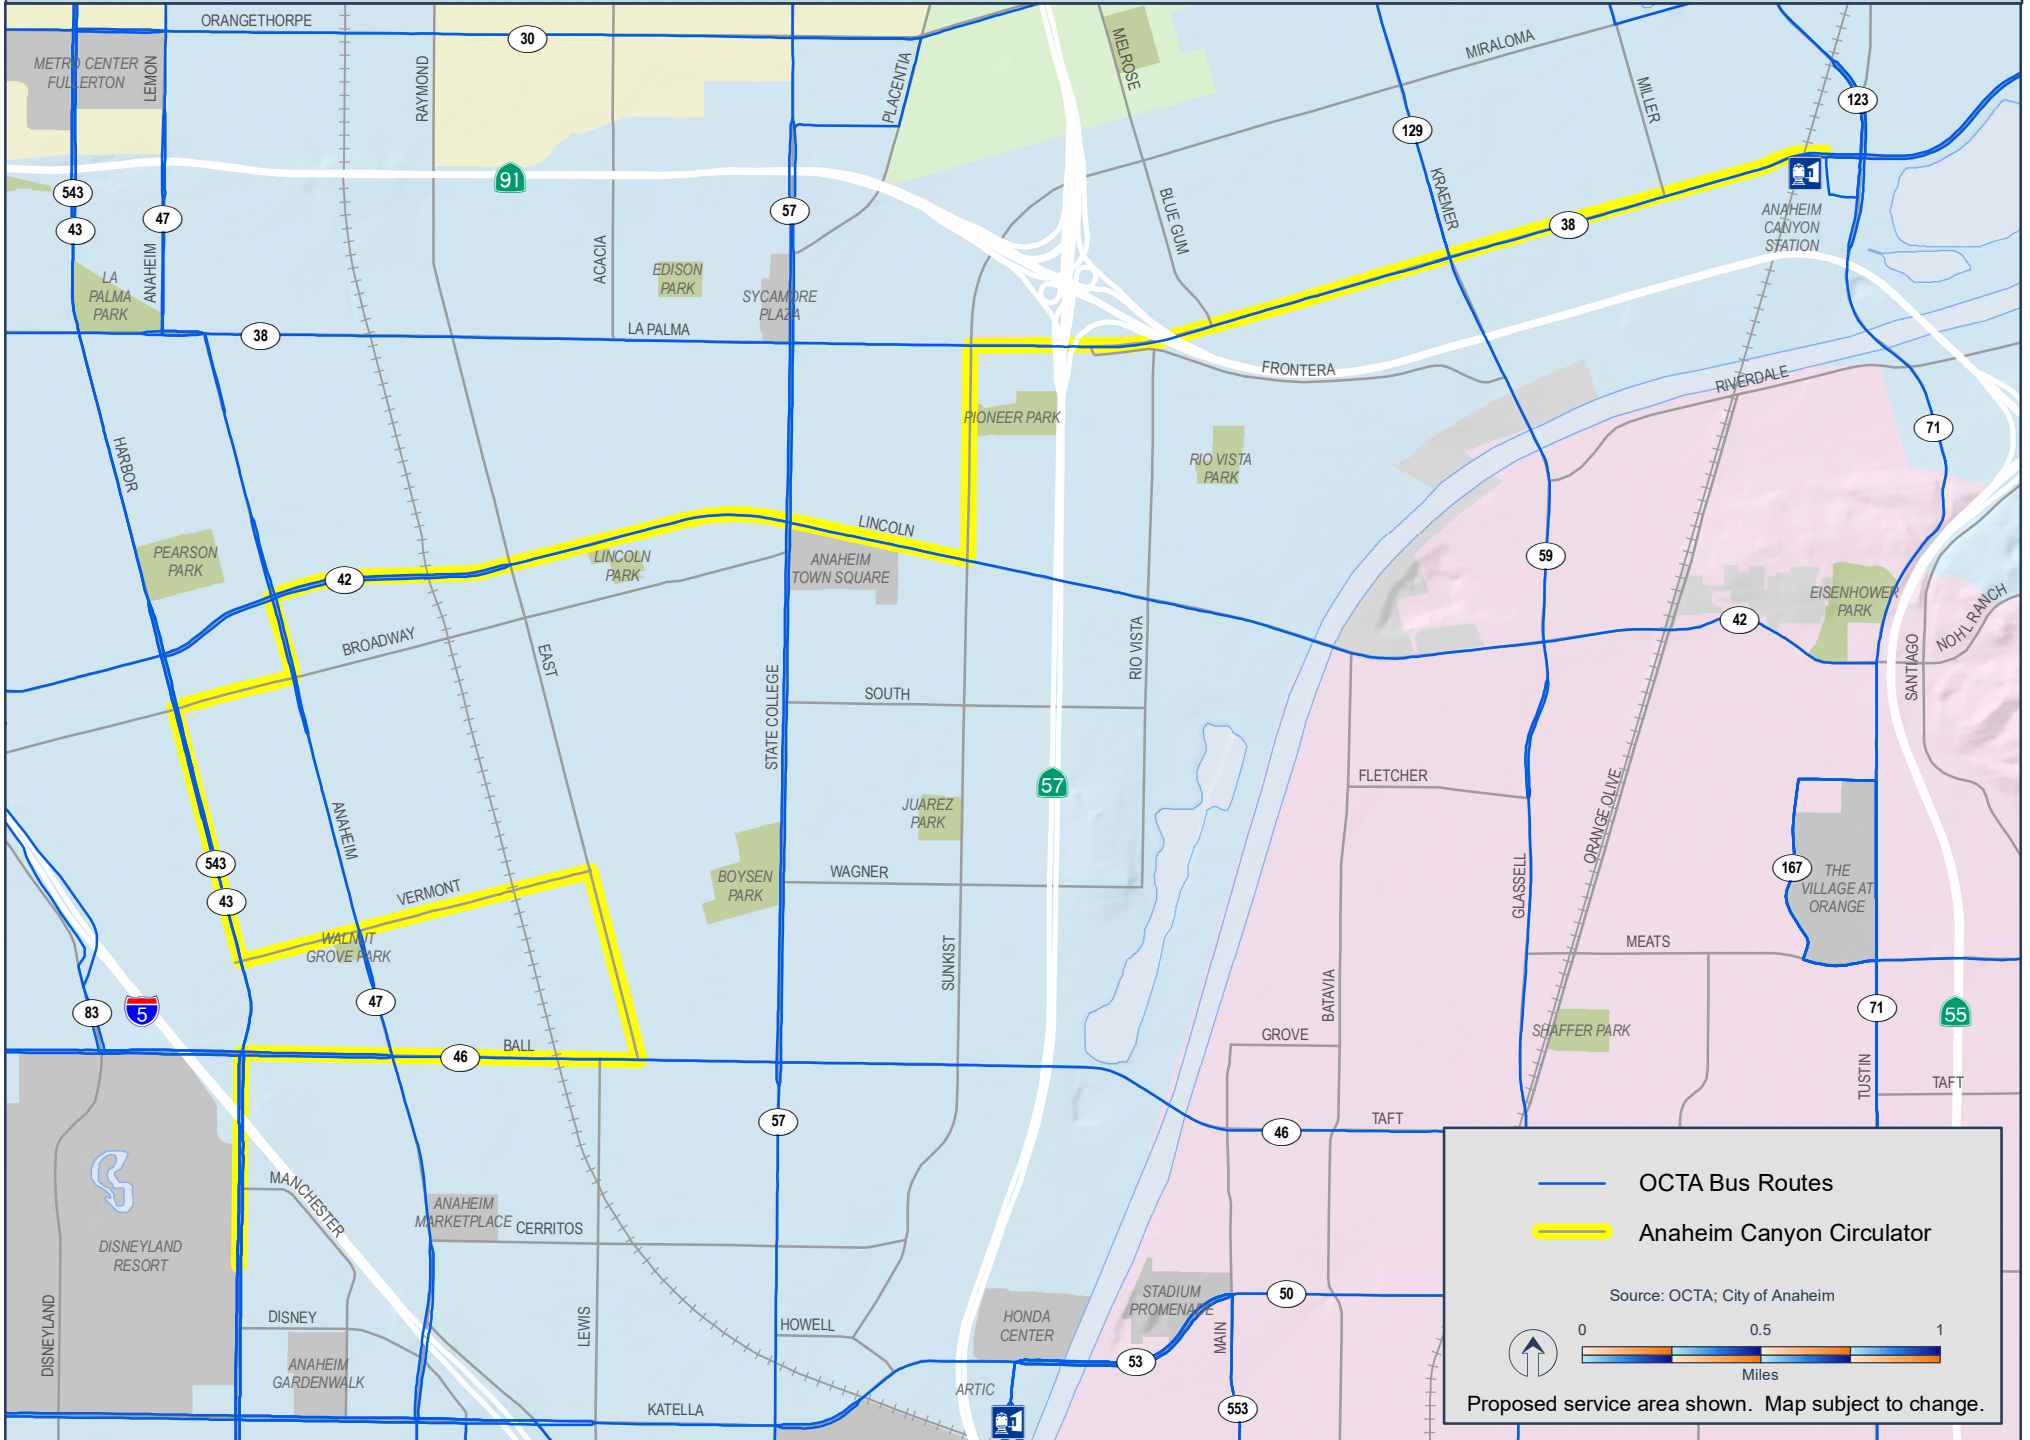 ORANGETHORPE
30
METRO CENTER
FULLERTON
LEMON
RAYMOND
PLACENTIA
MELROSE
MIRALOMA
MILLER
123
129
91
543
43
47
57
ANAHEIM
ACACIA
BLUE GUM
KRAEMER
38
ANAHEIM
CANYON
STATION
LA
PALMA
PARK
EDISON
PARK
SYCAMORE
PLAZA
38
LA PALMA
FRONTERA
RIVERDALE
PIONEER PARK
71
HARBOR
RIO VISTA
PARK
LINCOLN
PEARSON
PARK
LINCOLN
PARK
ANAHEIM
TOWN SQUARE
42
59
EISENHOWER
PARK
42
NOHL RANCH
BROADWAY
EAST
RIO VISTA
SANTIAGO
SOUTH
STATE COLLEGE
57
FLETCHER
ORANGE OLIVE
ANAHEIM
JUAREZ
PARK
543
43
VERMONT
BOYSEN
PARK
WAGNER
GLASSELL
167
THE
VILLAGE AT
ORANGE
WALNUT
GROVE PARK
SUNKIST
MEATS
BATAVIA
83
5
47
71
55
SHAFFER PARK
GROVE
BALL
46
TUSTIN
TAFT
57
46
TAFT
MANCHESTER
ANAHEIM
MARKETPLACE
CERRITOS
DISNEYLAND
RESORT
DISNEYLAND
DISNEY
LEWIS
HOWELL
HONDA
CENTER
STADIUM
PROMENADE
50
MAIN
53
ANAHEIM
GARDENWALK
ARTIC
KATELLA
553
OCTA Bus Routes
Anaheim Canyon Circulator
Source: OCTA; City of Anaheim
0 0.5 1
Miles
Proposed service area shown. Map subject to change.